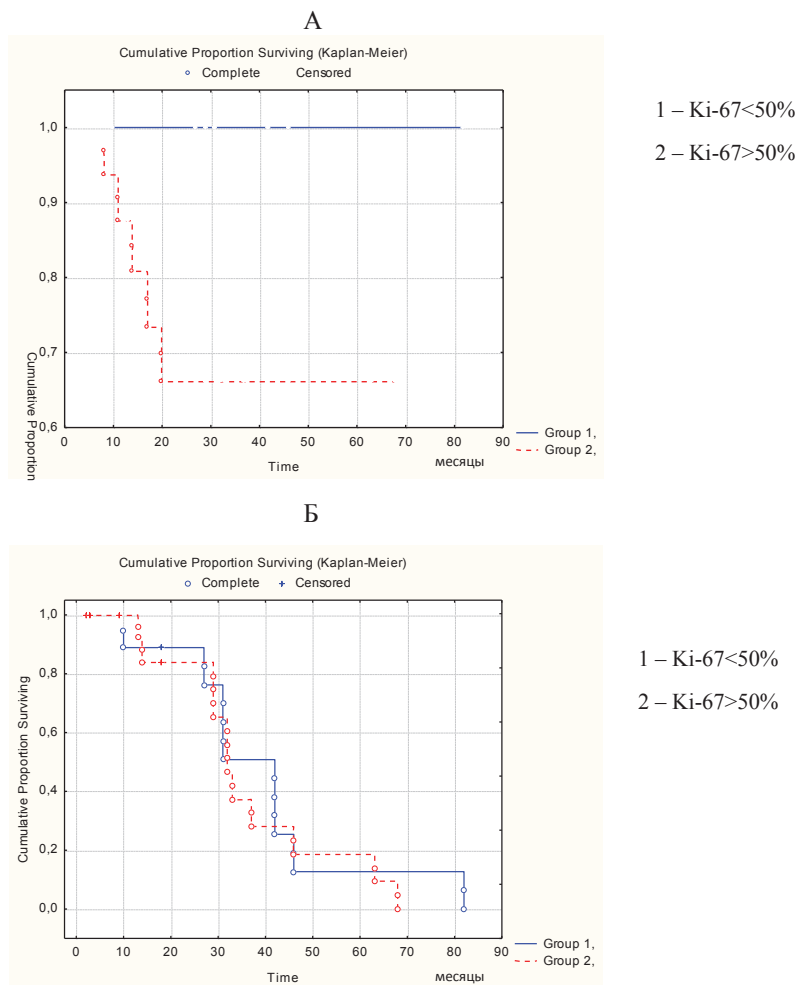 А
Cumulative Proportion Surviving (Kaplan-Meier)
Complete Censored
1,0
0,9
0,8
0,7
0,6
Cumulative Proportion
0 10 20 30 40 50 60 70 80 90
Time
месяцы
Group 1,
Group 2,
1 – Ki-67<50%
2 – Ki-67>50%
Б
Cumulative Proportion Surviving (Kaplan-Meier)
Complete + Censored
1,0
0,8
0,6
0,4
0,2
0,0
Cumulative Proportion Surviving
0 10 20 30 40 50 60 70 80 90
Time
месяцы
Group 1,
Group 2,
1 – Ki-67<50%
2 – Ki-67>50%